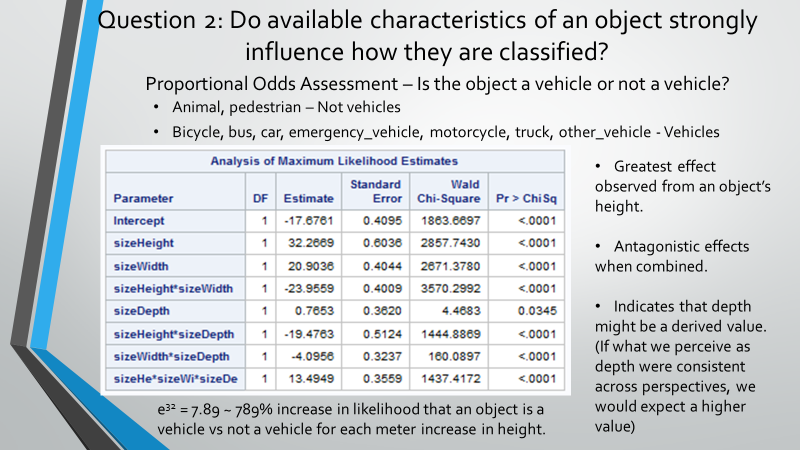 Question 2: Do available characteristics of an object strongly
influence how they are classified?
Proportional Odds Assessment – Is the object a vehicle or not a vehicle?
• Animal, pedestrian – Not vehicles
• Bicycle, bus, car, emergency_vehicle, motorcycle, truck, other_vehicle - Vehicles
Analysis of Maximum Likelihood Estimates
Parameter DF Estimate Standard Error Wald Chi-Square Pr > ChiSq
Intercept 1 -17.6761 0.4095 1863.6697 <.0001
sizeHeight 1 32.2669 0.6036 2857.7430 <.0001
sizeWidth 1 20.9036 0.4044 2671.3780 <.0001
sizeHeight*sizeWidth 1 -23.9559 0.4009 3570.2992 <.0001
sizeDepth 1 0.7653 0.3620 4.4683 0.0345
sizeHeight*sizeDepth 1 -19.4763 0.5124 1444.8869 <.0001
sizeWidth*sizeDepth 1 -4.0956 0.3237 160.0897 <.0001
sizeHe*sizeWi*sizeDe 1 13.4949 0.3559 1437.4172 <.0001
e³² = 7.89 ~ 789% increase in likelihood that an object is a
vehicle vs not a vehicle for each meter increase in height.
• Greatest effect
observed from an object's
height.
• Antagonistic effects
when combined.
• Indicates that depth
might be a derived value.
(If what we perceive as
depth were consistent
across perspectives, we
would expect a higher
value)